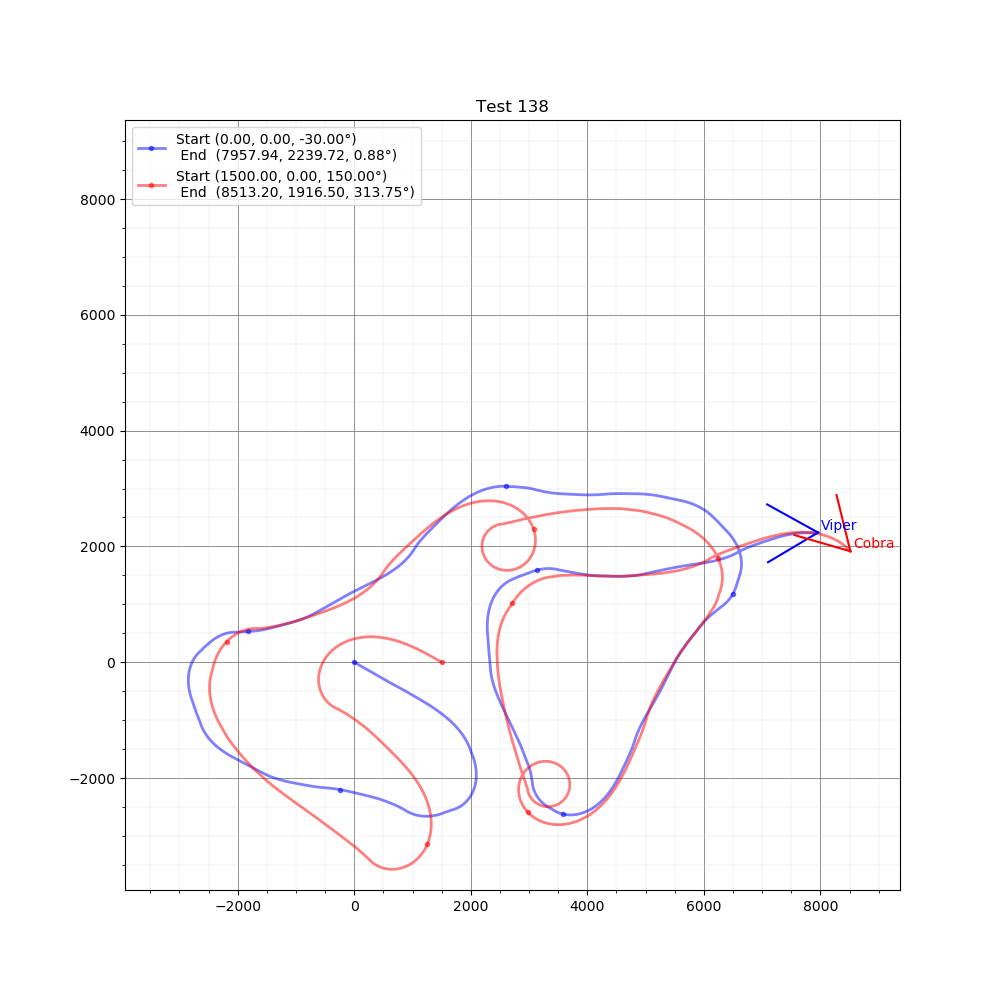 Test 138
Start (0.00, 0.00, -30.00°)
End (7957.94, 2239.72, 0.88°)
Start (1500.00, 0.00, 150.00°)
End (8513.20, 1916.50, 313.75°)
8000
6000
4000
2000
0
−2000
Viper
Cobra
−2000 0 2000 4000 6000 8000